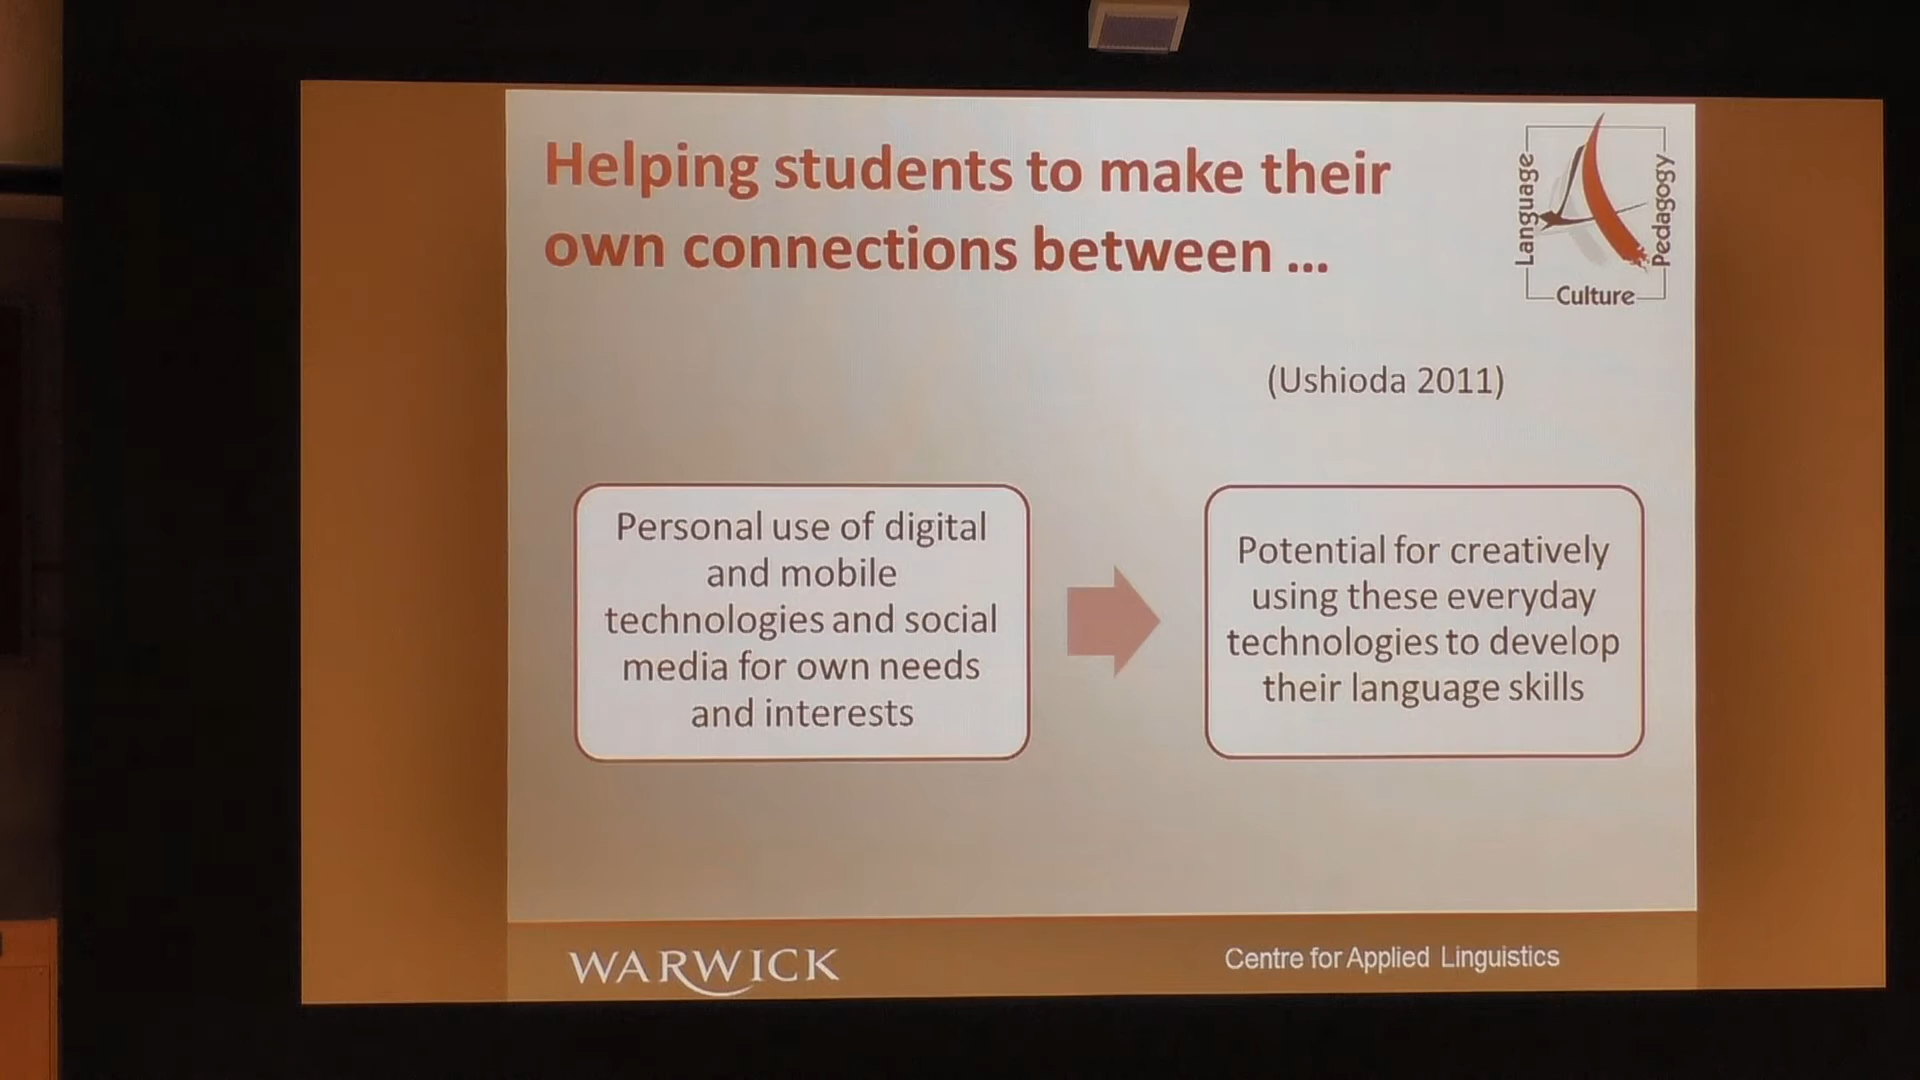 Helping students to make their
own connections between ...
Language
Pedagogy
Culture
(Ushioda 2011)
Personal use of digital
and mobile
technologies and social
media for own needs
and interests
Potential for creatively
using these everyday
technologies to develop
their language skills
WARWICK
Centre for Applied Linguistics